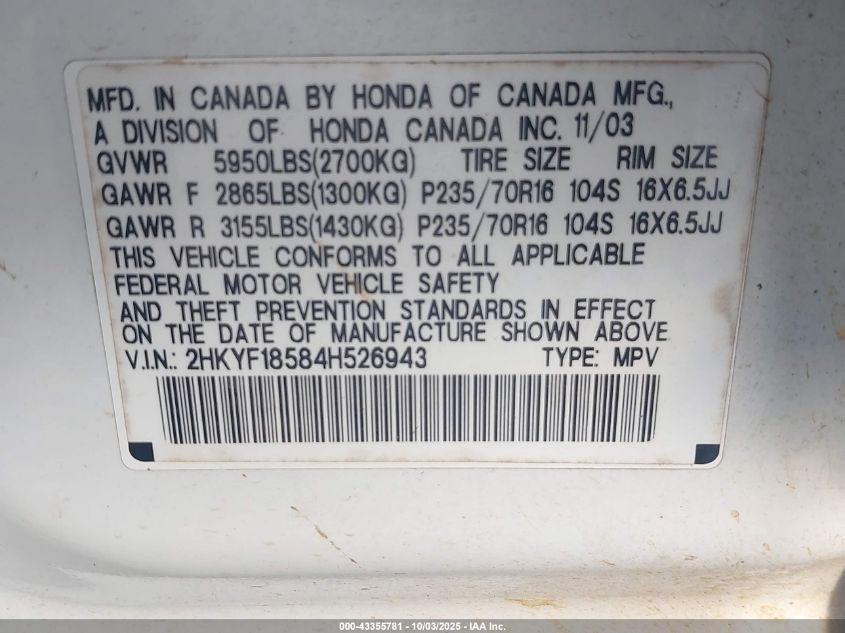 MFD. IN CANADA BY HONDA OF CANADA MFG.,
A DIVISION OF HONDA CANADA INC. 11/03
GVWR 5950LBS(2700KG) TIRE SIZE RIM SIZE
GAWR F 2865LBS(1300KG) P235/70R16 104S 16X6.5JJ
GAWR R 3155LBS(1430KG) P235/70R16 104S 16X6.5JJ
THIS VEHICLE CONFORMS TO ALL APPLICABLE
FEDERAL MOTOR VEHICLE SAFETY
AND THEFT PREVENTION STANDARDS IN EFFECT
ON THE DATE OF MANUFACTURE SHOWN ABOVE
V.I.N.: 2HKYF18584H526943 TYPE: MPV
000-43355781 - 10/03/2025 - IAA Inc.